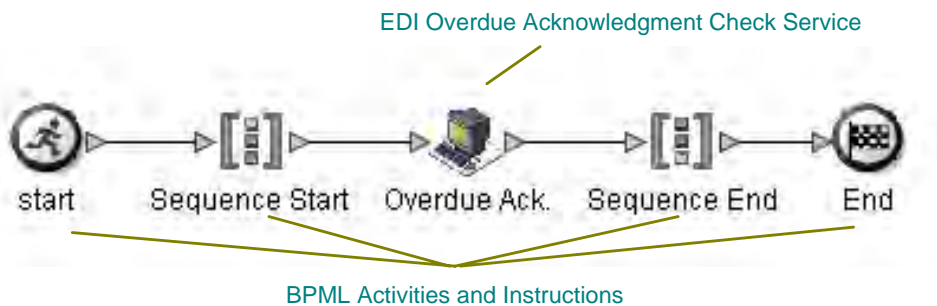 EDI Overdue Acknowledgment Check Service
start
Sequence Start
Overdue Ack.
Sequence End
End
BPML Activities and Instructions